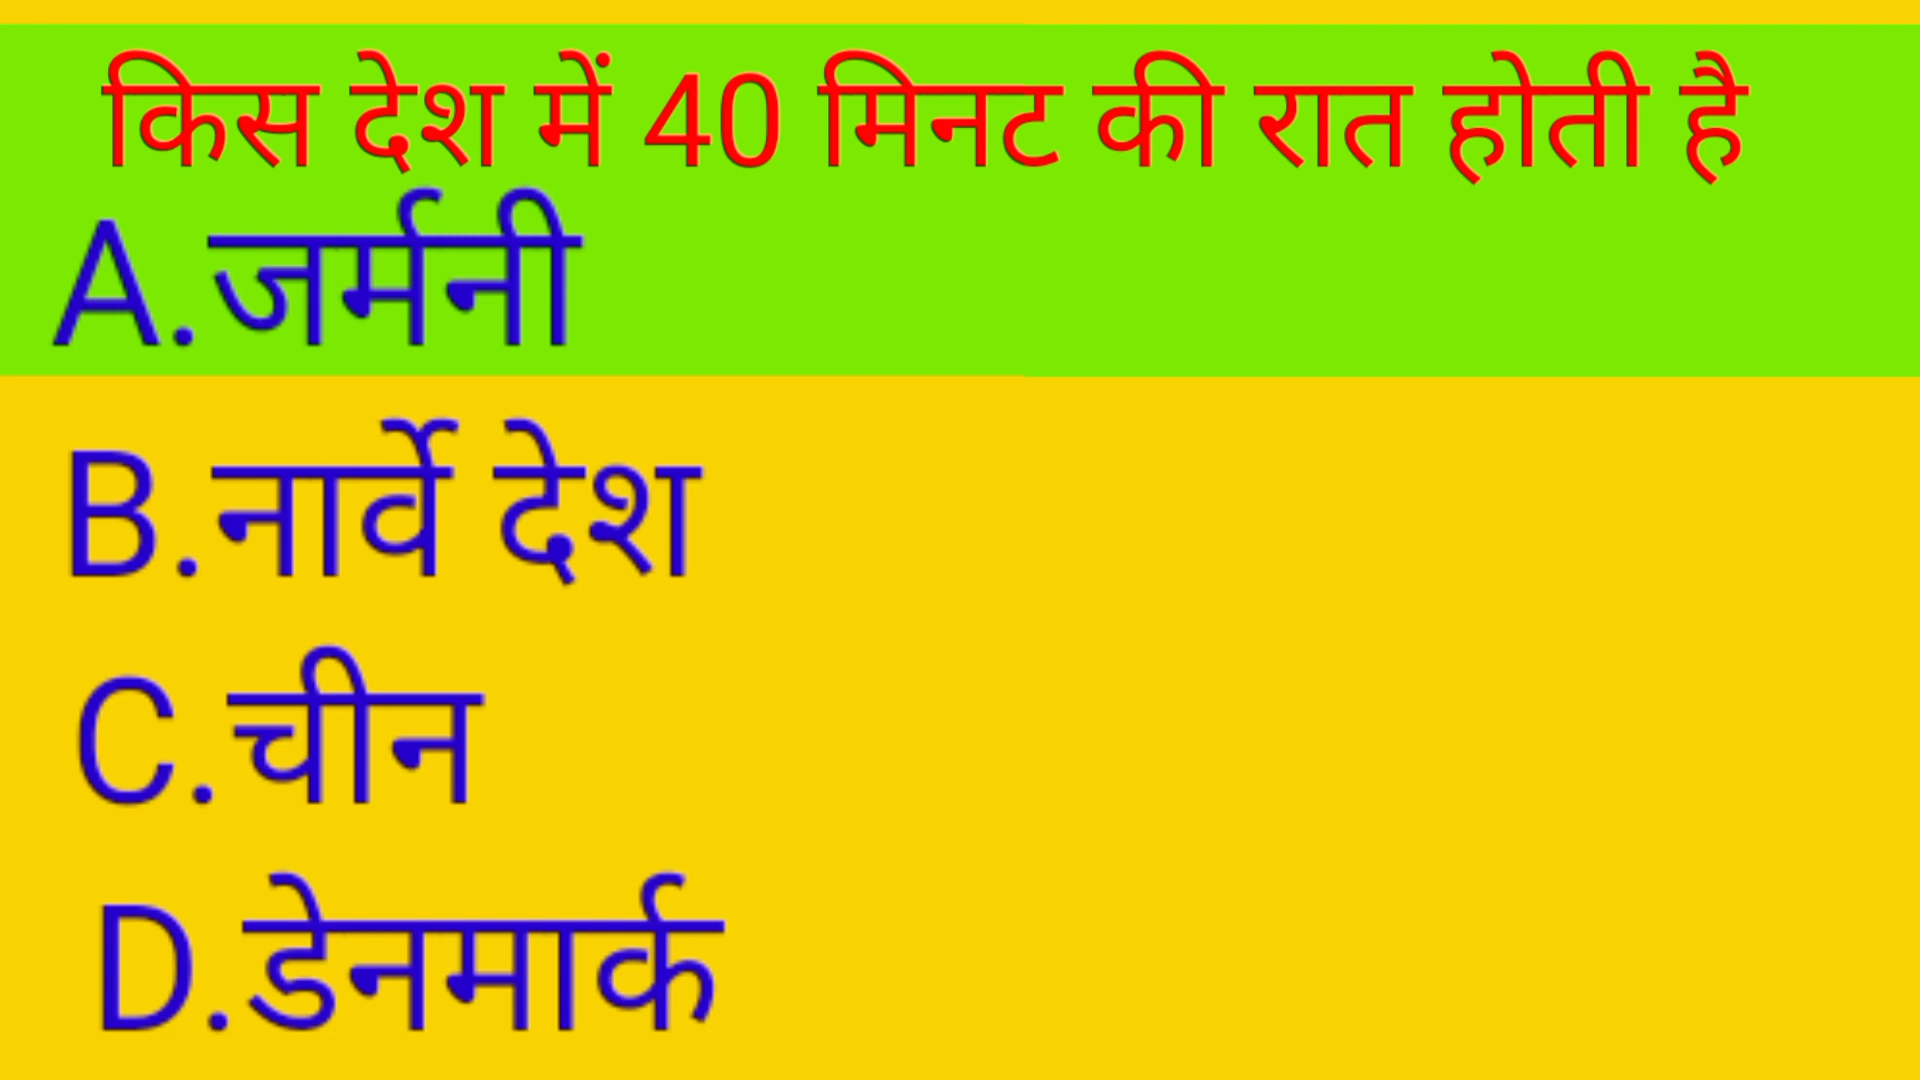 किस देश में 40 मिनट की रात होती है
A.जर्मनी
B.नार्वे देश
C.चीन
D.डेनमार्क